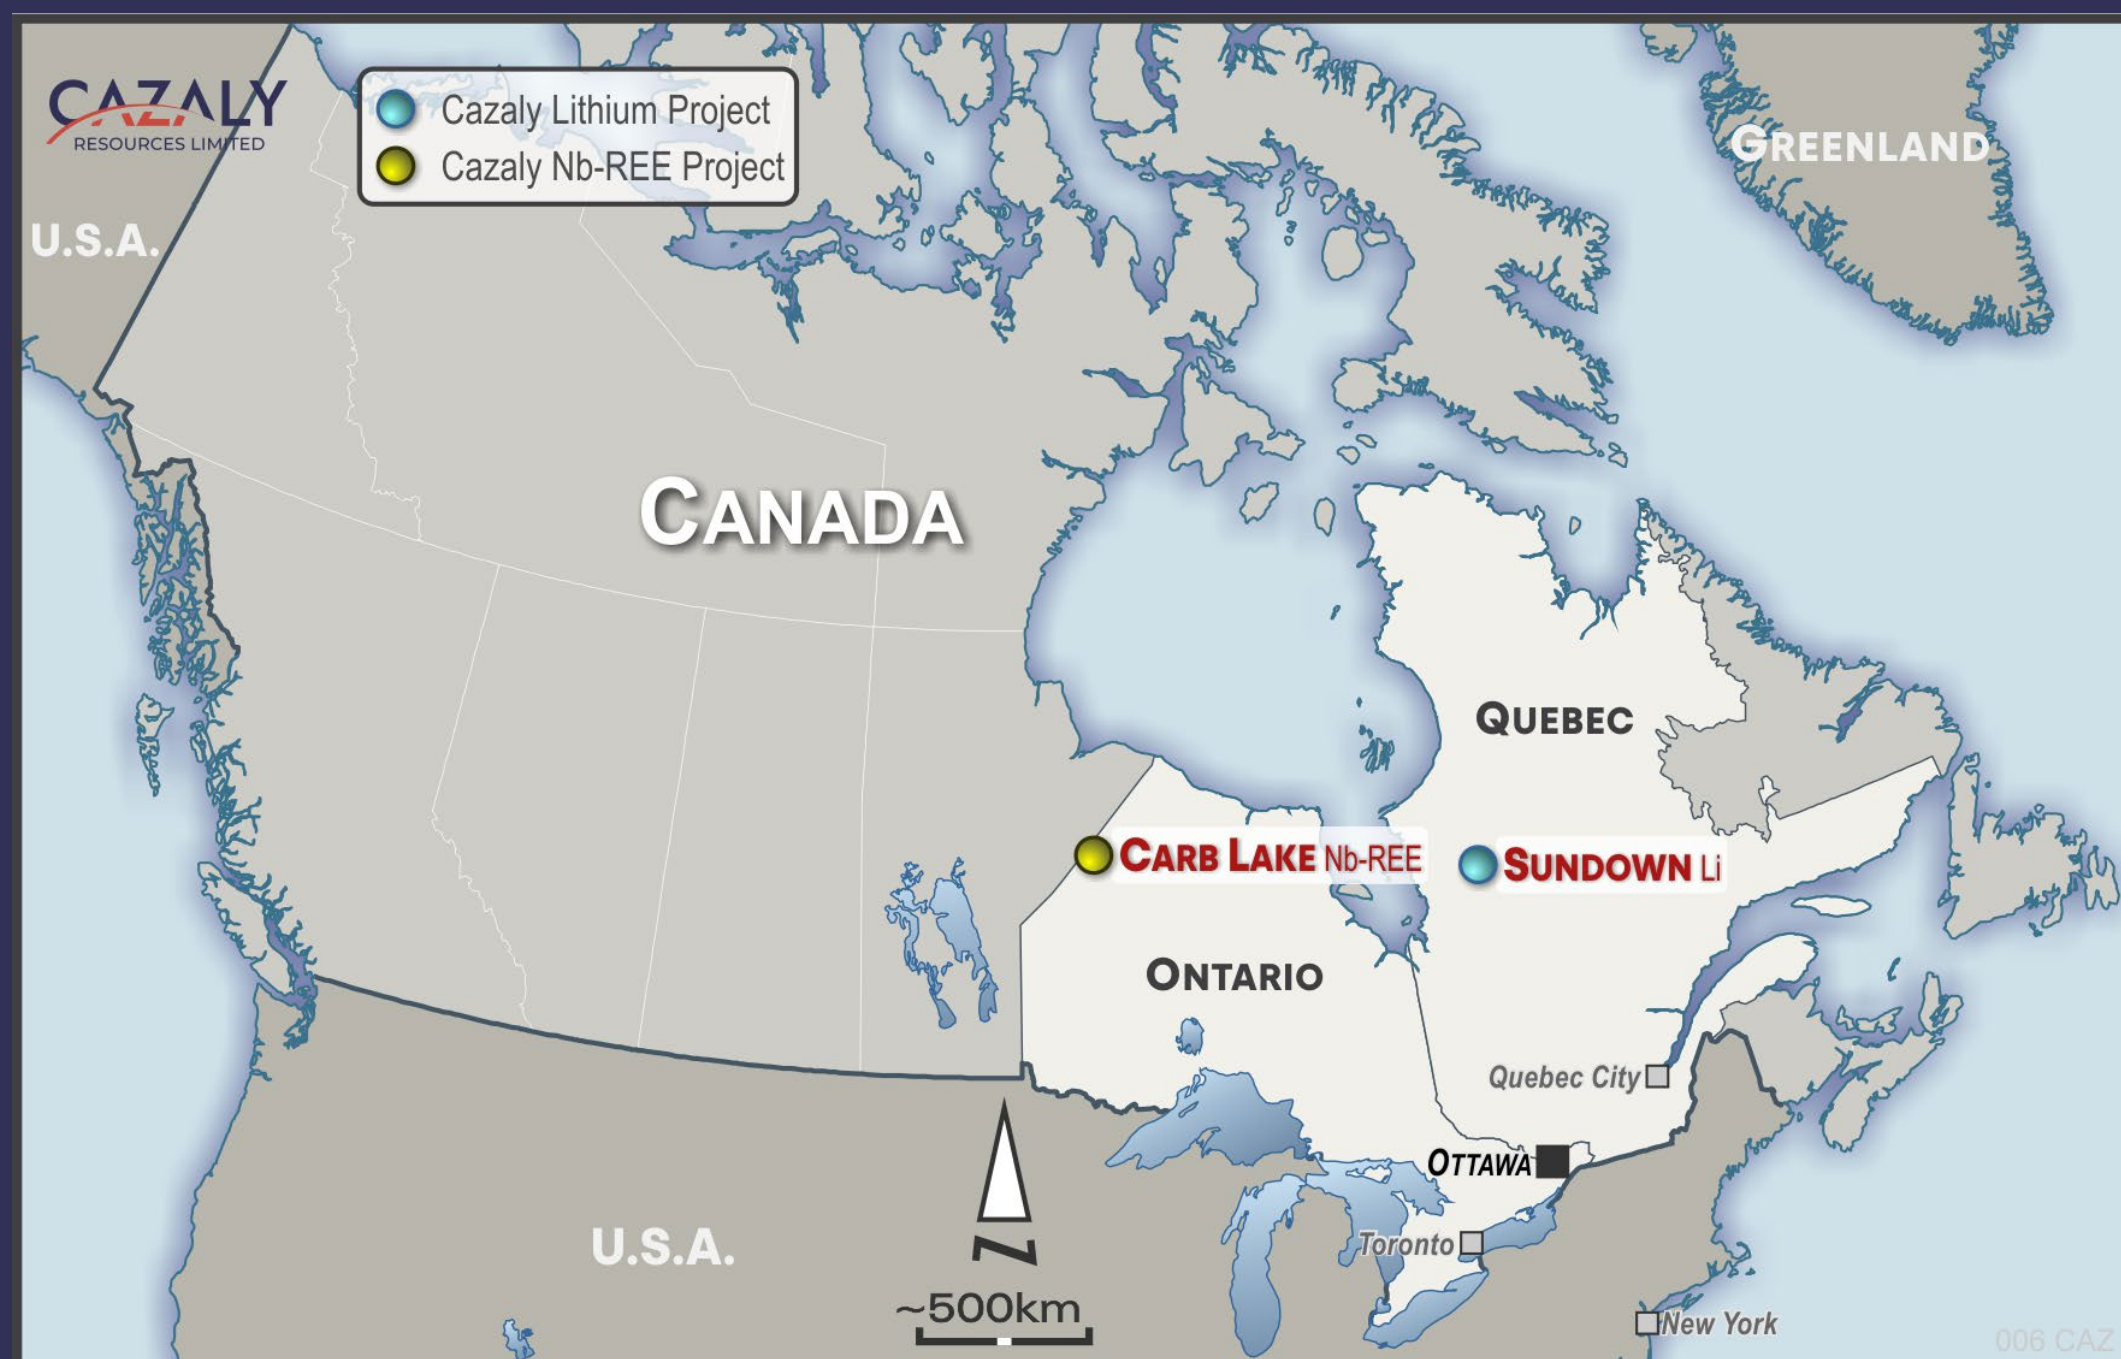 CAZALY
RESOURCES LIMITED
Cazaly Lithium Project
Cazaly Nb-REE Project
GREENLAND
U.S.A.
CANADA
QUEBEC
CARB LAKE Nb-REE
SUNDOWN Li
ONTARIO
Quebec City
OTTAWA
Toronto
U.S.A.
N
~500km
New York
006 CAZ